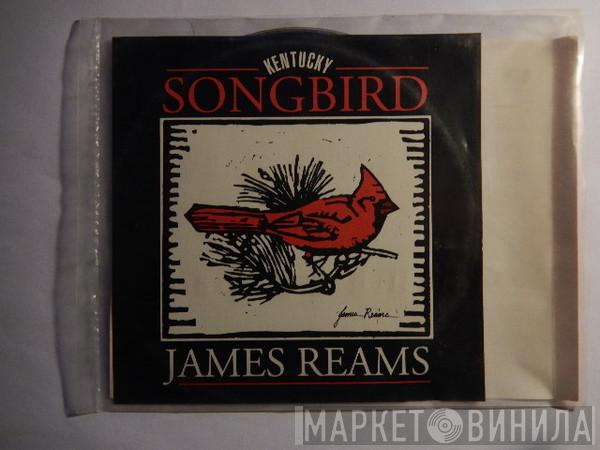 KENTUCKY
SONGBIRD
James Reams
JAMES REAMS
МАРКЕТ ВИНИЛА